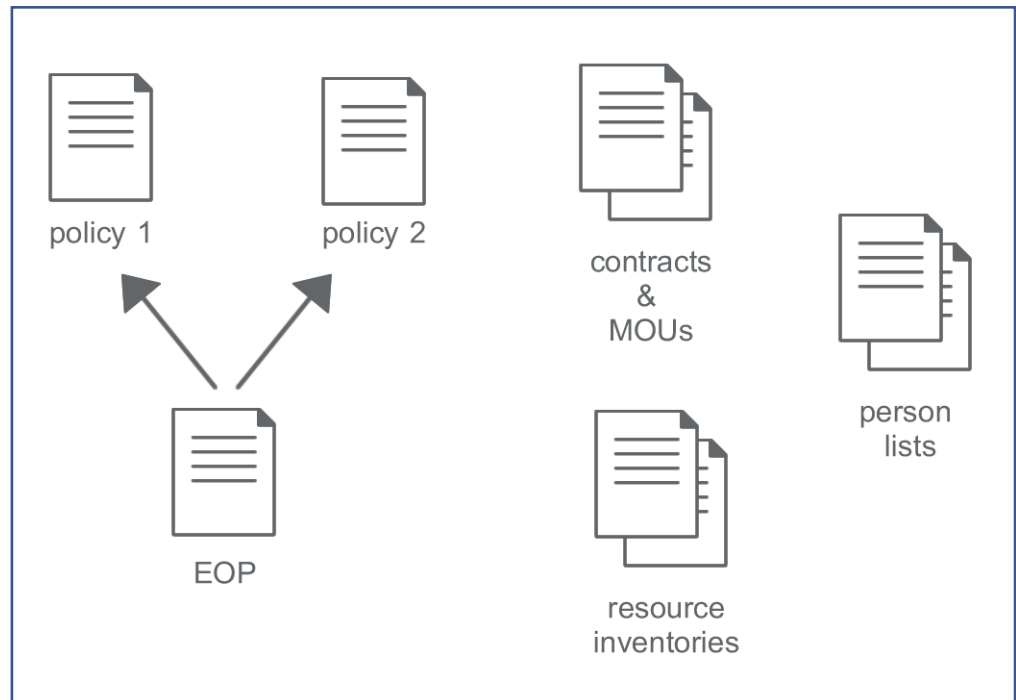 policy 1
policy 2
contracts
&
MOUs
person
lists
EOP
resource
inventories